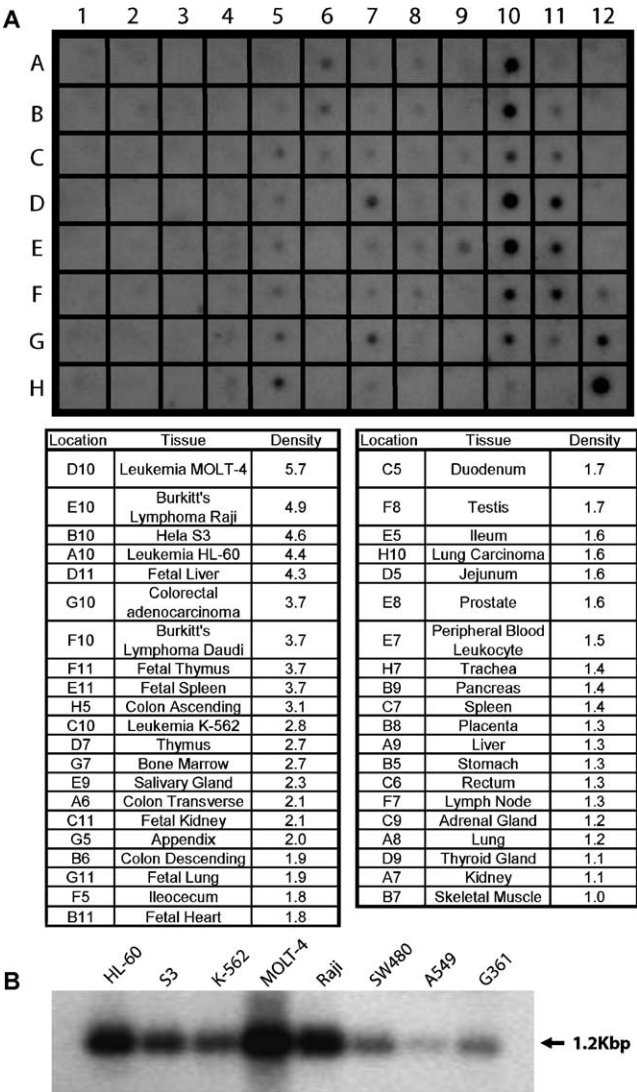 A
1 2 3 4 5 6 7 8 9 10 11 12
A
B
C
D
E
F
G
H
Location Tissue Density
D10 Leukemia MOLT-4 5.7
E10 Burkitt's Lymphoma Raji 4.9
B10 Hela S3 4.6
A10 Leukemia HL-60 4.4
D11 Fetal Liver 4.3
G10 Colorectal adenocarcinoma 3.7
F10 Burkitt's Lymphoma Daudi 3.7
F11 Fetal Thymus 3.7
E11 Fetal Spleen 3.7
H5 Colon Ascending 3.1
C10 Leukemia K-562 2.8
D7 Thymus 2.7
G7 Bone Marrow 2.7
E9 Salivary Gland 2.3
A6 Colon Transverse 2.1
C11 Fetal Kidney 2.1
G5 Appendix 2.0
B6 Colon Descending 1.9
G11 Fetal Lung 1.9
F5 Ileocecum 1.8
B11 Fetal Heart 1.8
Location Tissue Density
C5 Duodenum 1.7
F8 Testis 1.7
E5 Ileum 1.6
H10 Lung Carcinoma 1.6
D5 Jejunum 1.6
E8 Prostate 1.6
E7 Peripheral Blood Leukocyte 1.5
H7 Trachea 1.4
B9 Pancreas 1.4
C7 Spleen 1.4
B8 Placenta 1.3
A9 Liver 1.3
B5 Stomach 1.3
C6 Rectum 1.3
F7 Lymph Node 1.3
C9 Adrenal Gland 1.2
A8 Lung 1.2
D9 Thyroid Gland 1.1
A7 Kidney 1.1
B7 Skeletal Muscle 1.0
B
HL-60 S3 K-562 MOLT-4 Raji SW480 A549 G361
1.2Kbp